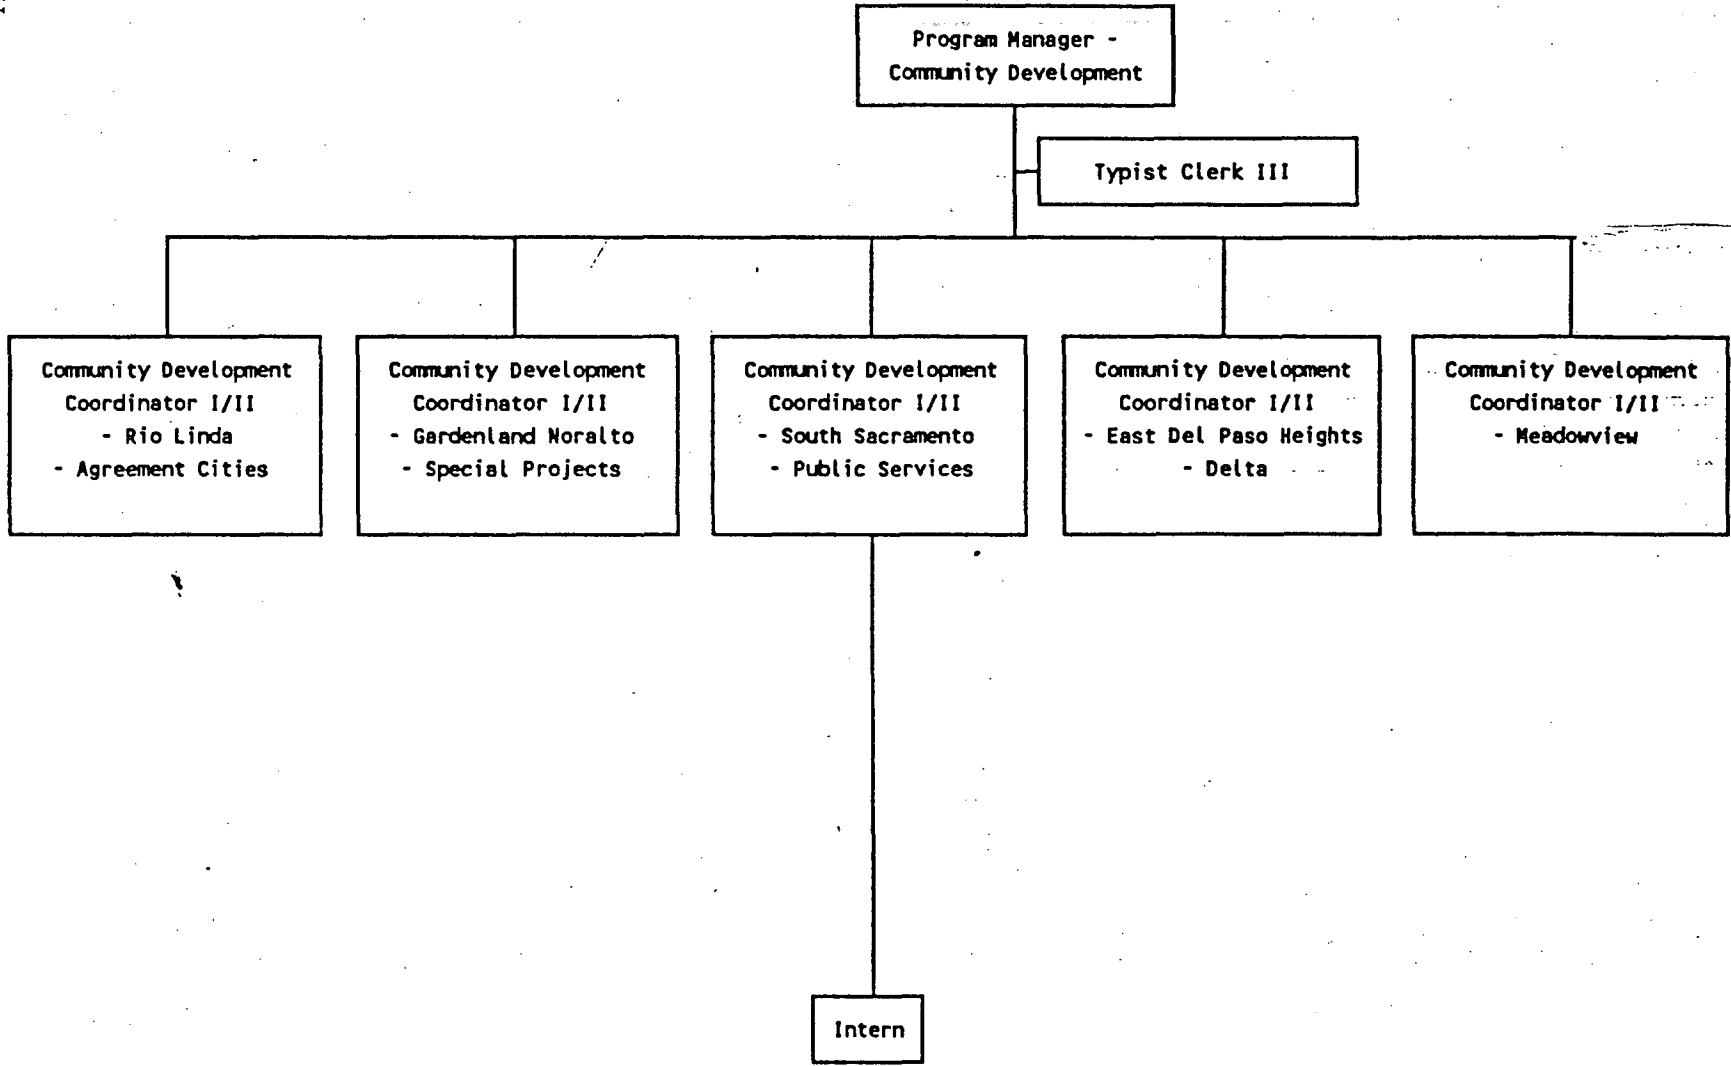 Program Manager -
Community Development
Typist Clerk III
Community Development
Coordinator I/II
- Rio Linda
- Agreement Cities
Community Development
Coordinator I/II
- Gardenland Noralto
- Special Projects
Community Development
Coordinator I/II
- South Sacramento
- Public Services
Community Development
Coordinator I/II
- East Del Paso Heights
- Delta
Community Development
Coordinator I/II
- Meadowview
Intern